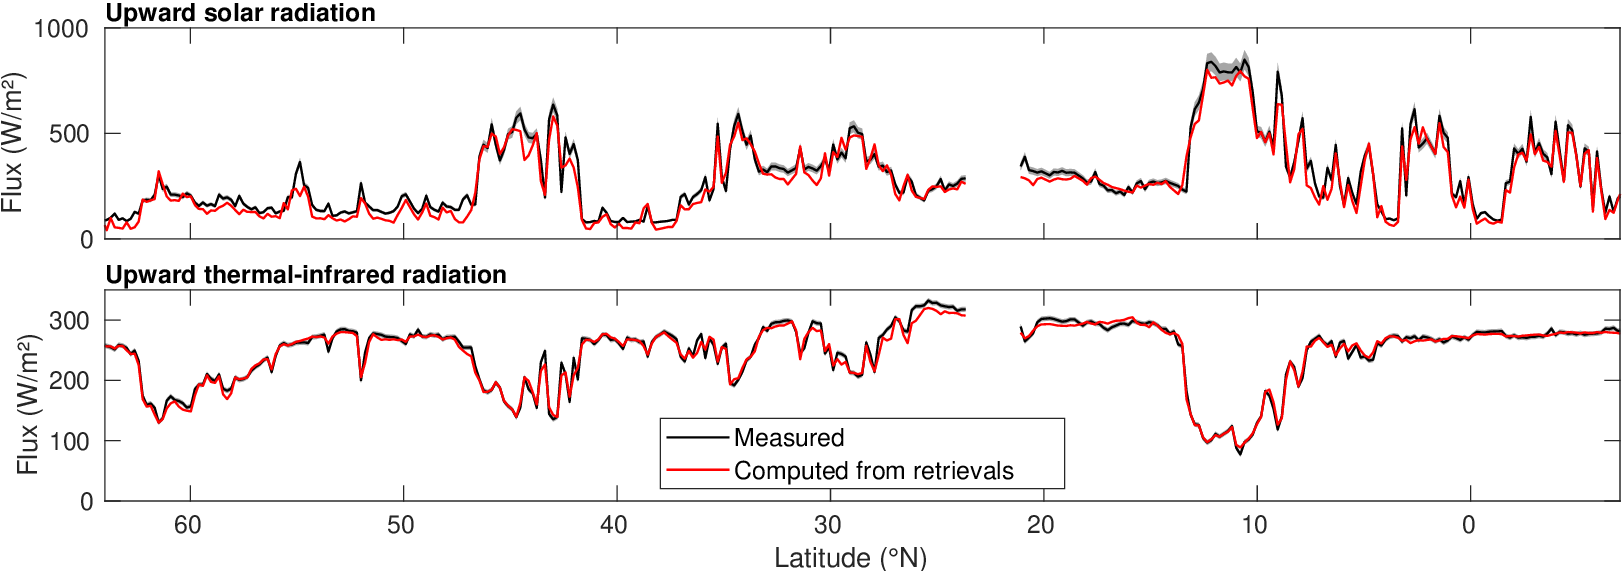 Upward solar radiation
1000
500
0
Flux (W/m²)
Upward thermal-infrared radiation
300
200
100
0
Flux (W/m²)
Measured
Computed from retrievals
60 50 40 30 20 10 0
Latitude (°N)